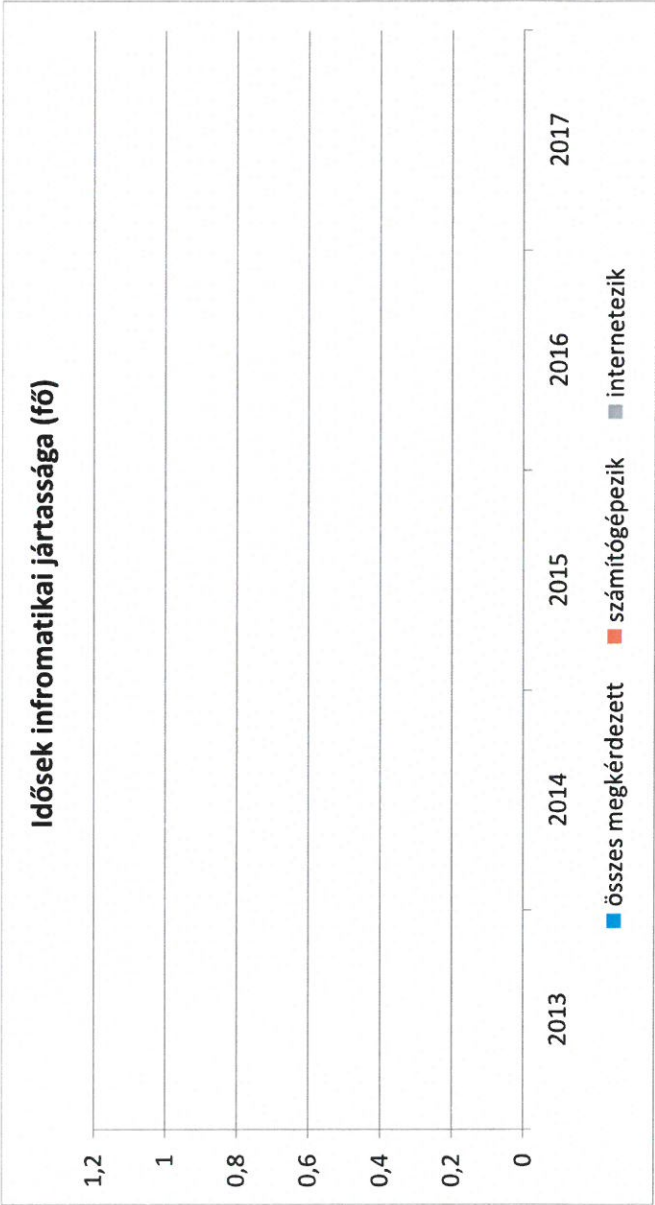 Idősek infromatikai jártassága (fő)
1,2
1
0,8
0,6
0,4
0,2
0
2013 2014 2015 2016 2017
összes megkérdezett számítógépezik internetezik